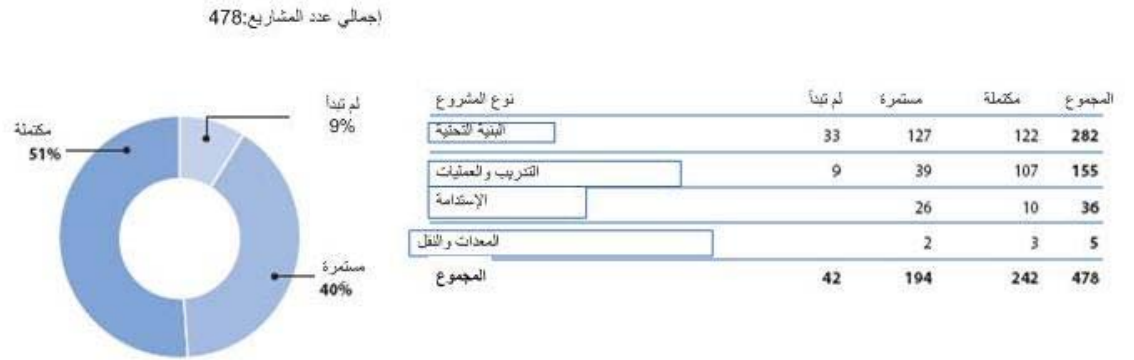 إجمالي عدد المشاريع:478
لم تبدأ
9%
مكتملة
51%
مستمرة
40%
نوع المشروع لم تبدأ مستمرة مكتملة المجموع
البنية التحتية 33 127 122 282
التدريب والعمليات 9 39 107 155
الإستدامة 26 10 36
المعدات والنقل 2 3 5
المجموع 42 194 242 478